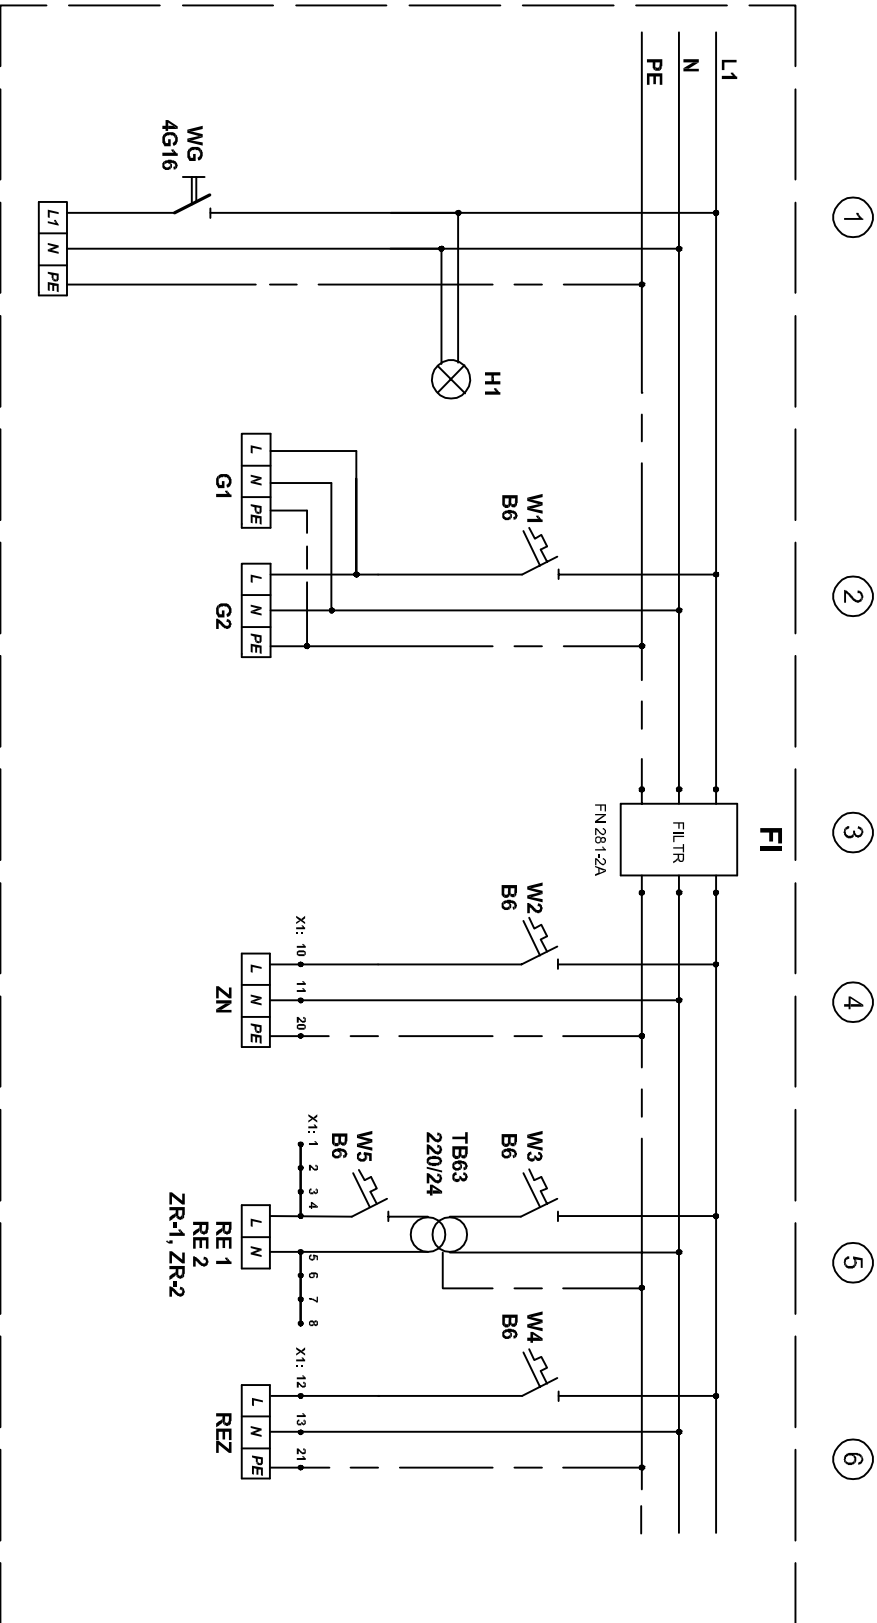 1
2
3
4
5
6
L1
N
PE
WG
4G16
L1 N PE
H1
W1
B6
L N PE
G1
L N PE
G2
FI
FILTR
FN 281-2A
W2
B6
X1: 10 11 20
L N PE
ZN
W3
B6
TB63
220/24
W5
B6
X1: 1 2 3 4 5 6 7 8
L N
RE 1
RE 2
ZR-1, ZR-2
W4
B6
X1: 12 13 21
L N PE
REZ